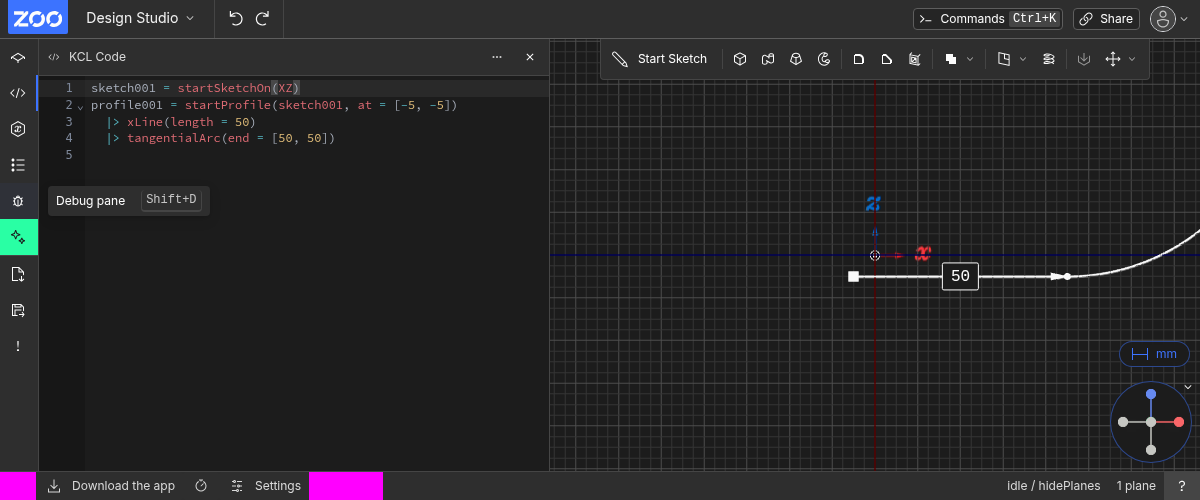 ZOO Design Studio Commands Ctrl+K Share
KCL Code
Start Sketch
1 sketch001 = startSketchOn(XZ)
2 profile001 = startProfile(sketch001, at = [-5, -5])
3 |> xLine(length = 50)
4 |> tangentialArc(end = [50, 50])
5
Debug pane Shift+D
z
x
50
mm
Download the app
Settings
idle / hidePlanes
1 plane
?